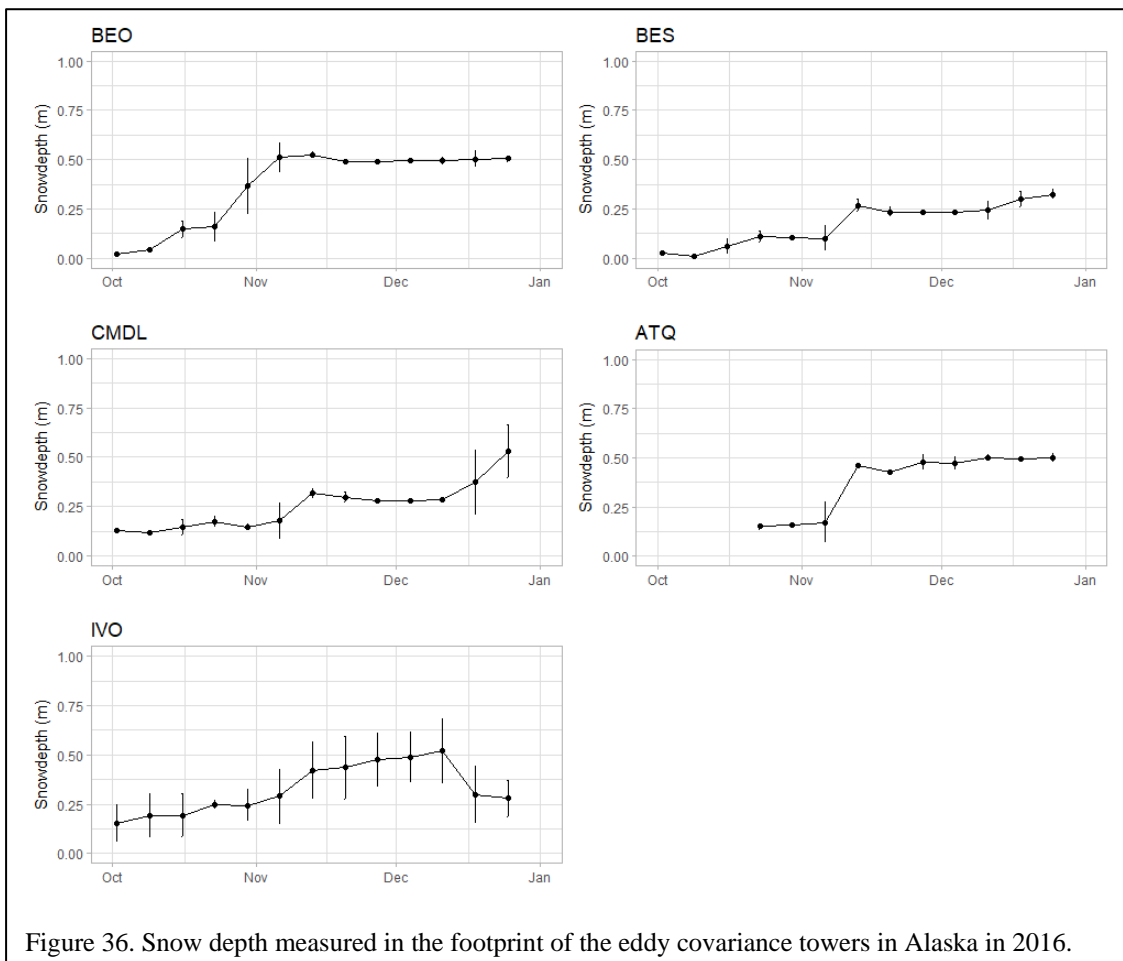 BEO
1.00
0.75
0.50
0.25
0.00
Snowdepth (m)
Oct Nov Dec Jan
BES
1.00
0.75
0.50
0.25
0.00
Snowdepth (m)
Oct Nov Dec Jan
CMDL
1.00
0.75
0.50
0.25
0.00
Snowdepth (m)
Oct Nov Dec Jan
ATQ
1.00
0.75
0.50
0.25
0.00
Snowdepth (m)
Oct Nov Dec Jan
IVO
1.00
0.75
0.50
0.25
0.00
Snowdepth (m)
Oct Nov Dec Jan
Figure 36. Snow depth measured in the footprint of the eddy covariance towers in Alaska in 2016.